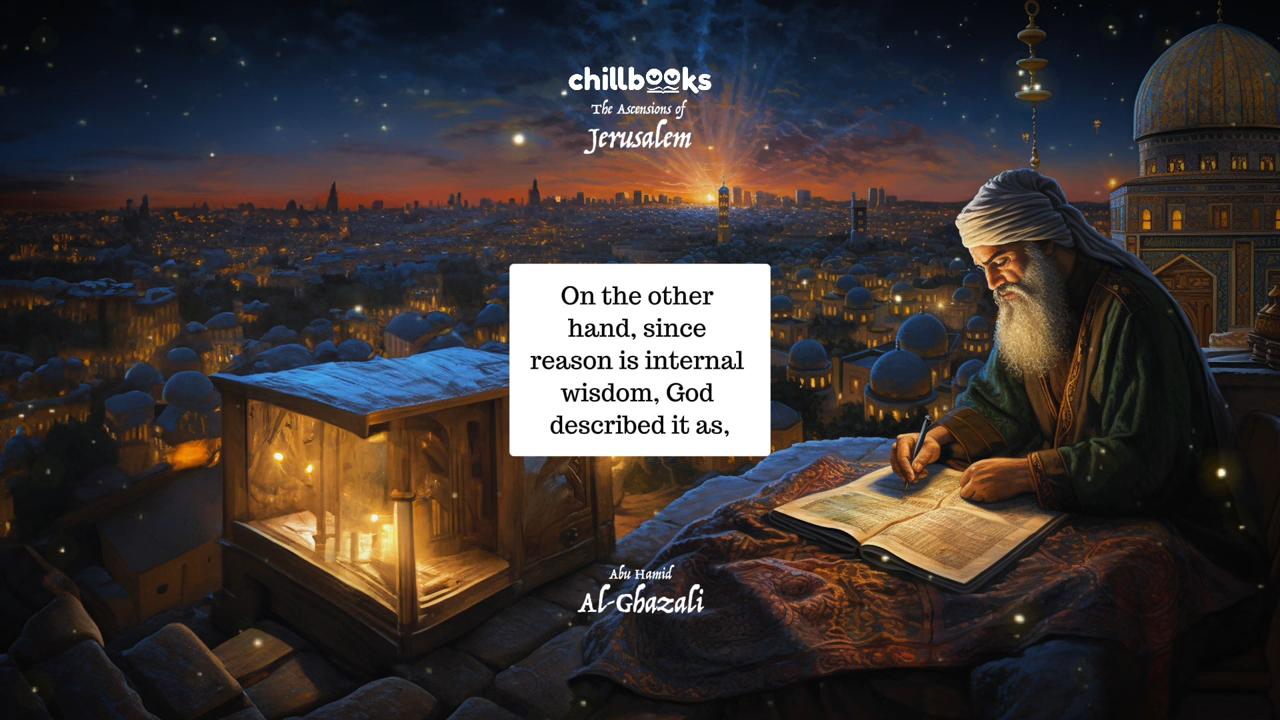 chillbooks
The Ascensions of
Jerusalem
On the other
hand, since
reason is internal
wisdom, God
described it as,
Abu Hamid
Al-Ghazali